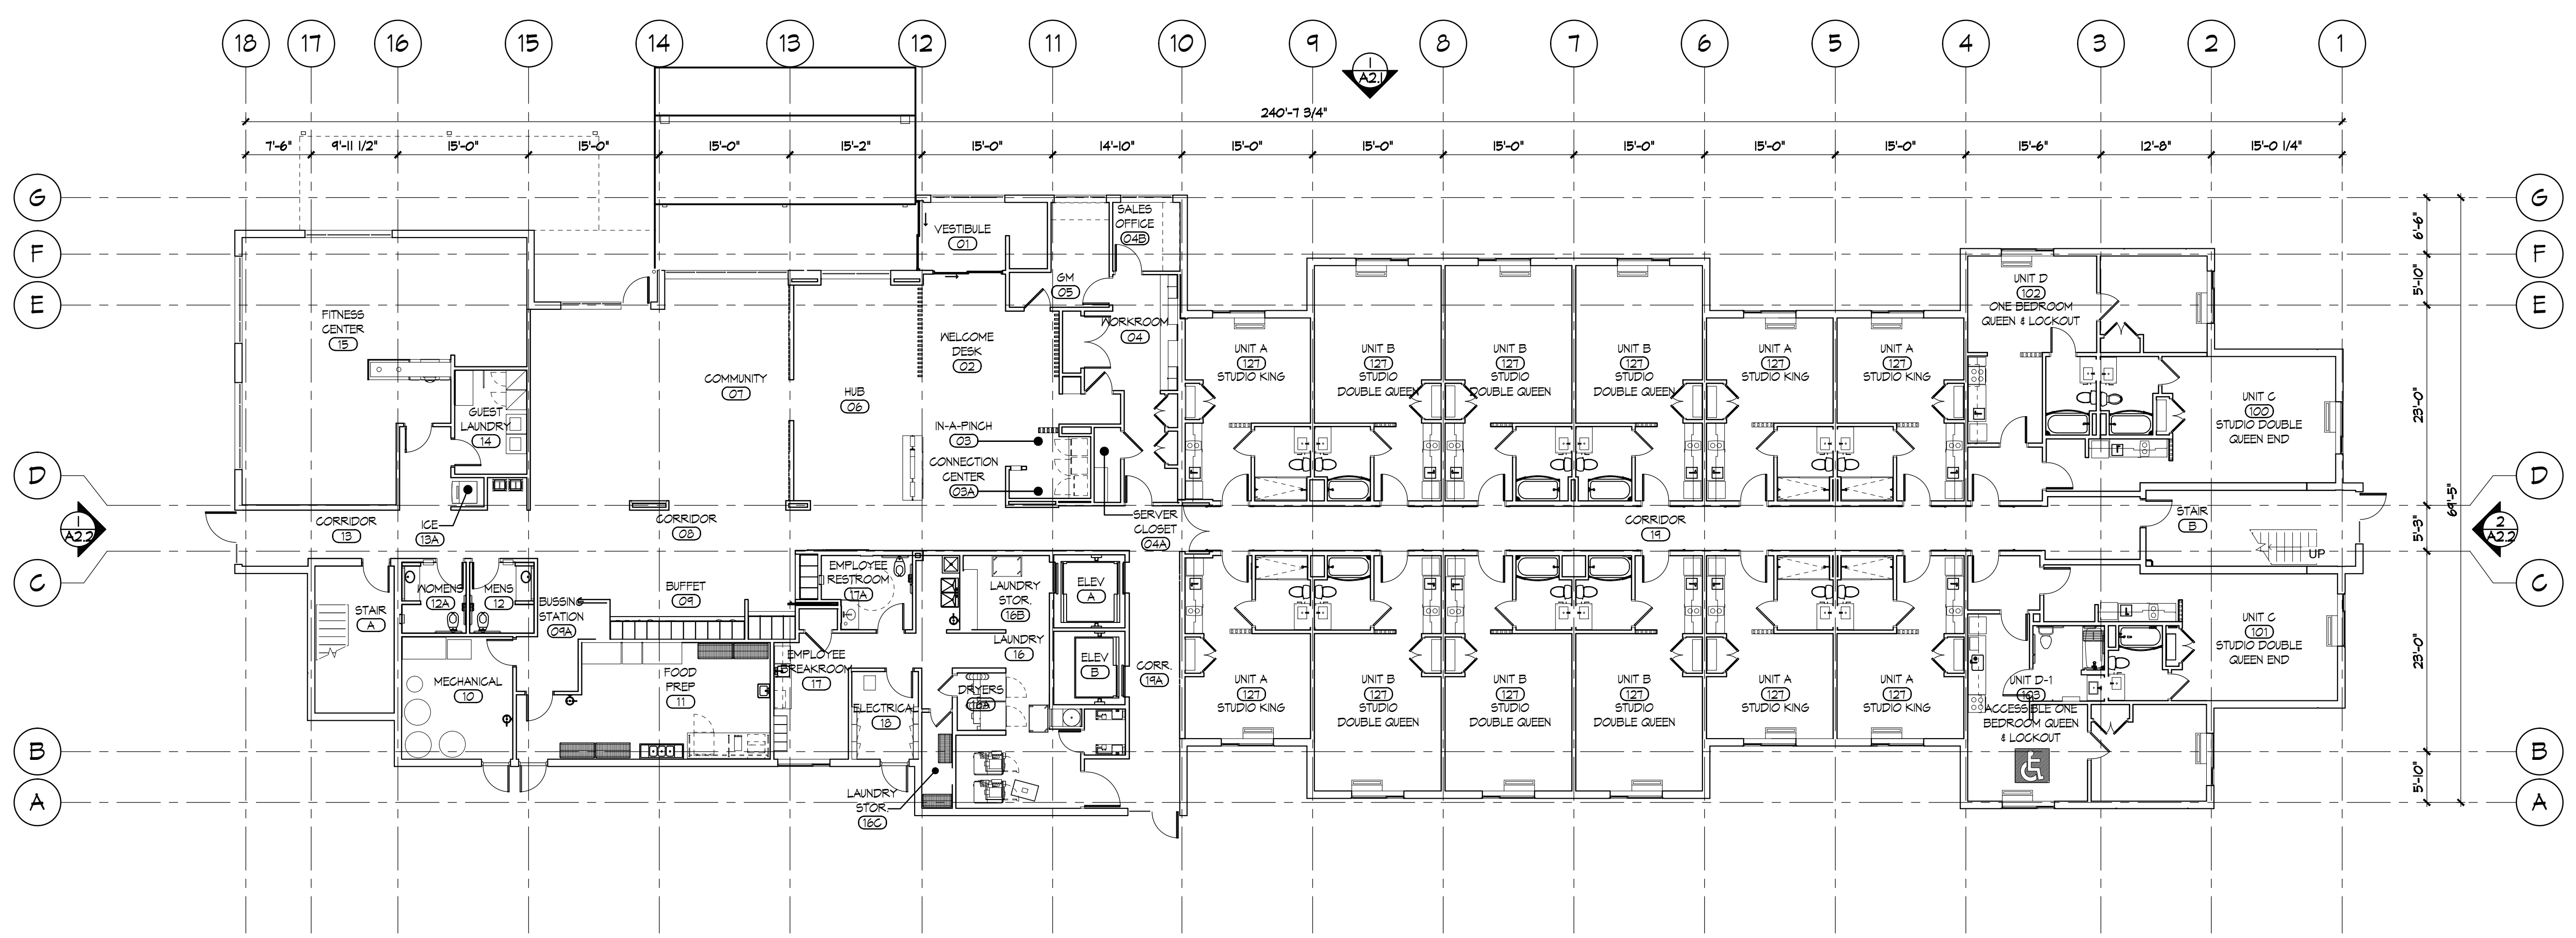 18 17 16 15 14 13 12 11 10 9 8 7 6 5 4 3 2 1
1
A2.1
240'-7 3/4"
7'-6" 9'-11 1/2" 15'-0" 15'-0" 15'-0" 15'-2" 15'-0" 14'-10" 15'-0" 15'-0" 15'-0" 15'-0" 15'-0" 15'-0" 15'-6" 12'-8" 15'-0 1/4"
G
F
E
D
C
B
A
G
F
E
D
C
B
A
6'-6"
5'-10"
23'-0"
5'-3"
23'-0"
5'-10"
69'-5"
1
A2.2
2
A2.2
VESTIBULE
01
SALES
OFFICE
04B
GM
05
WORKROOM
04
FITNESS
CENTER
15
WELCOME
DESK
02
COMMUNITY
07
HUB
06
GUEST
LAUNDRY
14
IN-A-PINCH
03
CONNECTION
CENTER
03A
SERVER
CLOSET
04A
CORRIDOR
13
ICE
13A
CORRIDOR
08
CORRIDOR
19
UNIT A
127
STUDIO KING
UNIT B
127
STUDIO
DOUBLE QUEEN
UNIT B
127
STUDIO
DOUBLE QUEEN
UNIT B
127
STUDIO
DOUBLE QUEEN
UNIT A
127
STUDIO KING
UNIT A
127
STUDIO KING
UNIT D
102
ONE BEDROOM
QUEEN & LOCKOUT
UNIT C
100
STUDIO DOUBLE
QUEEN END
STAIR
B
UP
STAIR
A
WOMENS
12A
MENS
12
BUSSING
STATION
09A
BUFFET
09
EMPLOYEE
RESTROOM
17A
LAUNDRY
STOR.
16B
ELEV
A
LAUNDRY
16
ELEV
B
CORR.
19A
MECHANICAL
10
FOOD
PREP
11
EMPLOYEE
BREAKROOM
17
ELECTRICAL
18
DRYERS
16A
LAUNDRY
STOR.
16C
UNIT A
127
STUDIO KING
UNIT B
127
STUDIO
DOUBLE QUEEN
UNIT B
127
STUDIO
DOUBLE QUEEN
UNIT B
127
STUDIO
DOUBLE QUEEN
UNIT A
127
STUDIO KING
UNIT A
127
STUDIO KING
UNIT D-1
103
ACCESSIBLE ONE
BEDROOM QUEEN
& LOCKOUT
UNIT C
101
STUDIO DOUBLE
QUEEN END